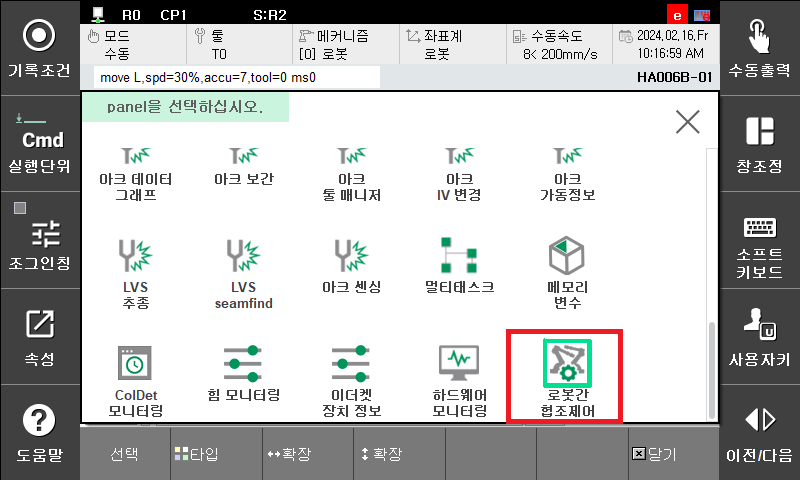 R0 CP1 S:R2 e
기록조건
모드
수동
툴
T0
메커니즘
[0] 로봇
좌표계
로봇
수동속도
8< 200mm/s
2024,02,16,Fr
10:16:59 AM
수동출력
move L,spd=30%,accu=7,tool=0 ms0
HA006B-01
panel을 선택하십시오.
Cmd
실행단위
창조정
아크 데이터
그래프
아크 보간
아크
툴 매니저
아크
IV 변경
아크
가동정보
조그인칭
소프트
키보드
LVS
추종
LVS
seamfind
아크 센싱
멀티태스크
메모리
변수
속성
사용자키
ColDet
모니터링
힘 모니터링
이더켓
장치 정보
하드웨어
모니터링
로봇간
협조제어
도움말
이전/다음
선택
타입
확장
확장
닫기